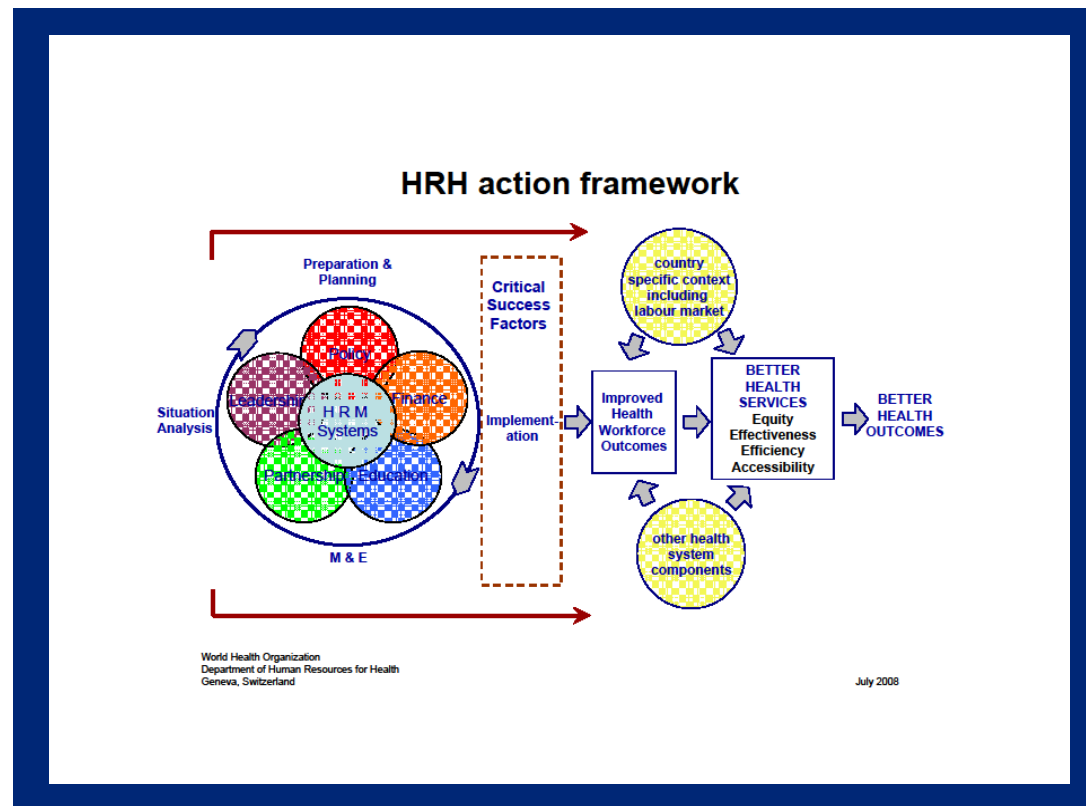 HRH action framework
Preparation &
Planning
Situation
Analysis
Policy
Leadership
Finance
H R M
Systems
Partnership
Education
M & E
Critical
Success
Factors
Implement-
ation
country
specific context
including
labour market
Improved
Health
Workforce
Outcomes
BETTER
HEALTH
SERVICES
Equity
Effectiveness
Efficiency
Accessibility
BETTER
HEALTH
OUTCOMES
other health
system
components
World Health Organization
Department of Human Resources for Health
Geneva, Switzerland
July 2008